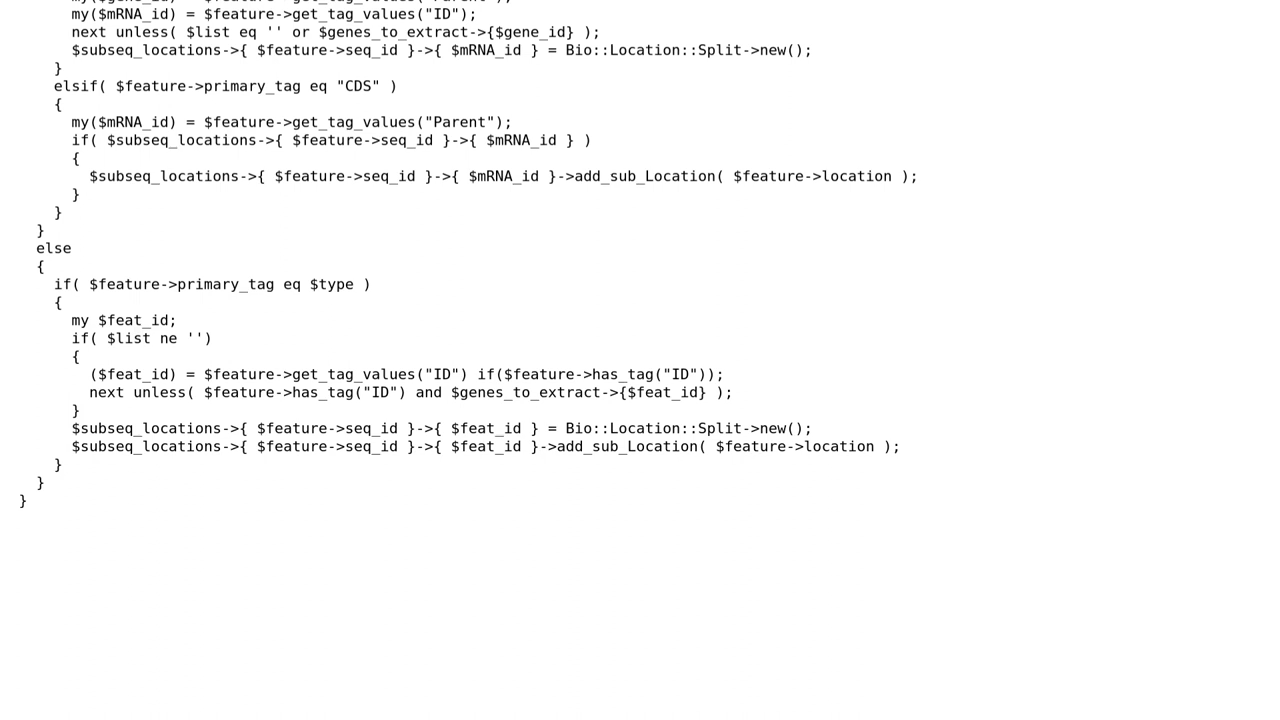 my($mRNA_id) = $feature->get_tag_values("ID");
next unless( $list eq '' or $genes_to_extract->{$gene_id} );
$subseq_locations->{ $feature->seq_id }->{ $mRNA_id } = Bio::Location::Split->new();
}
elsif( $feature->primary_tag eq "CDS" )
{
my($mRNA_id) = $feature->get_tag_values("Parent");
if( $subseq_locations->{ $feature->seq_id }->{ $mRNA_id } )
{
$subseq_locations->{ $feature->seq_id }->{ $mRNA_id }->add_sub_Location( $feature->location );
}
}
}
else
{
if( $feature->primary_tag eq $type )
{
my $feat_id;
if( $list ne '')
{
($feat_id) = $feature->get_tag_values("ID") if($feature->has_tag("ID"));
next unless( $feature->has_tag("ID") and $genes_to_extract->{$feat_id} );
}
$subseq_locations->{ $feature->seq_id }->{ $feat_id } = Bio::Location::Split->new();
$subseq_locations->{ $feature->seq_id }->{ $feat_id }->add_sub_Location( $feature->location );
}
}
}